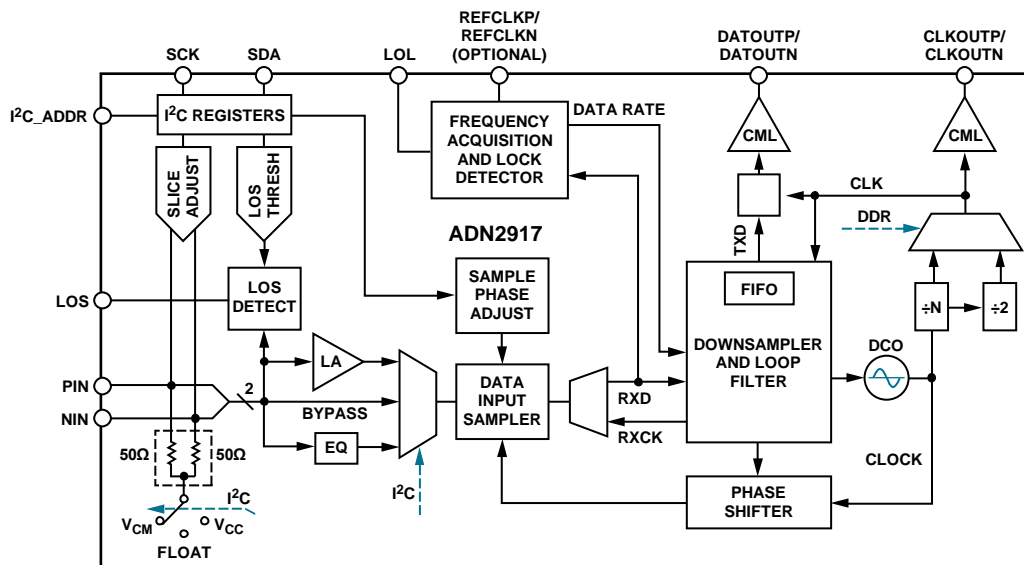 REFCLKP/
REFCLKN
(OPTIONAL)
DATOUTP/
DATOUTN
CLKOUTP/
CLKOUTN
SCK
SDA
LOL
I2C_ADDR
I2C REGISTERS
FREQUENCY
ACQUISITION
AND LOCK
DETECTOR
DATA RATE
CML
CML
SLICE
ADJUST
LOS
THRESH
CLK
DDR
TXD
ADN2917
LOS
LOS
DETECT
SAMPLE
PHASE
ADJUST
FIFO
÷N
÷2
DOWNSAMPLER
AND LOOP
FILTER
DCO
LA
PIN
NIN
2
BYPASS
DATA
INPUT
SAMPLER
RXD
RXCK
EQ
50Ω
50Ω
I2C
I2C
CLOCK
PHASE
SHIFTER
VCM
VCC
FLOAT